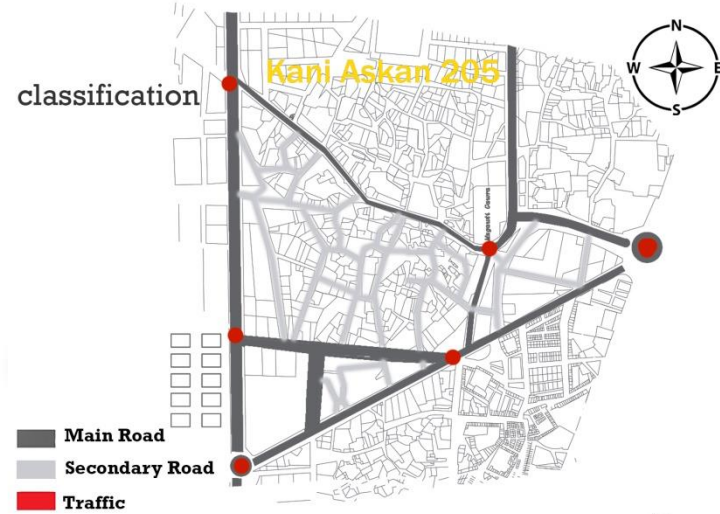 Kani Askan 205
N
W
E
S
classification
Main Road
Secondary Road
Traffic